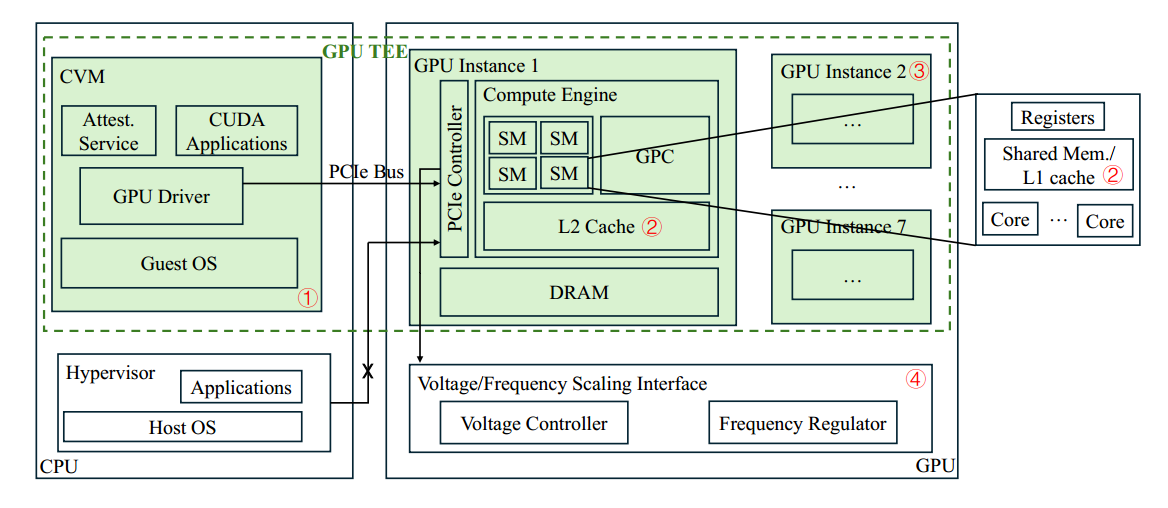 GPU TEE
CVM
Attest.
Service
CUDA
Applications
GPU Driver
Guest OS
①
PCIe Bus
Hypervisor
Applications
Host OS
CPU
X
GPU Instance 1
PCIe Controller
Compute Engine
SM
SM
SM
SM
GPC
L2 Cache ②
DRAM
GPU Instance 2 ③
...
...
GPU Instance 7
...
Voltage/Frequency Scaling Interface
④
Voltage Controller
Frequency Regulator
GPU
Registers
Shared Mem./
L1 cache ②
Core
...
Core